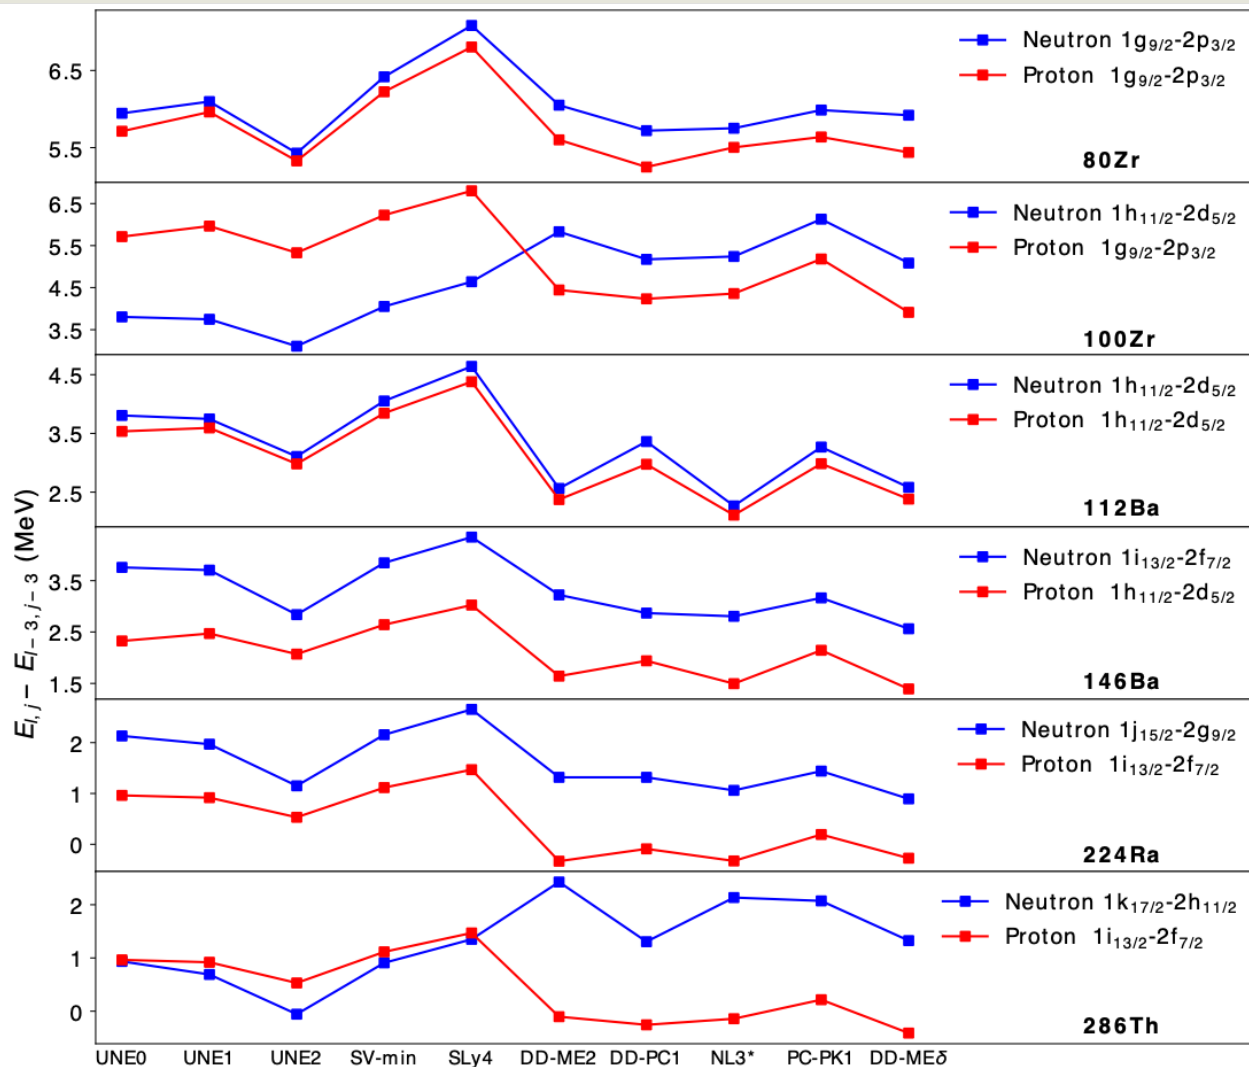 Neutron 1g9/2-2p3/2
Proton 1g9/2-2p3/2
6.5
5.5
80Zr
Neutron 1h11/2-2d5/2
Proton 1g9/2-2p3/2
6.5
5.5
4.5
3.5
100Zr
Neutron 1h11/2-2d5/2
Proton 1h11/2-2d5/2
4.5
3.5
2.5
112Ba
El,j − El−3,j−3 (MeV)
Neutron 1i13/2-2f7/2
Proton 1h11/2-2d5/2
3.5
2.5
1.5
146Ba
Neutron 1j15/2-2g9/2
Proton 1i13/2-2f7/2
2
1
0
224Ra
Neutron 1k17/2-2h11/2
Proton 1i13/2-2f7/2
2
1
0
286Th
UNE0 UNE1 UNE2 SV-min SLy4 DD-ME2 DD-PC1 NL3* PC-PK1 DD-MEδ